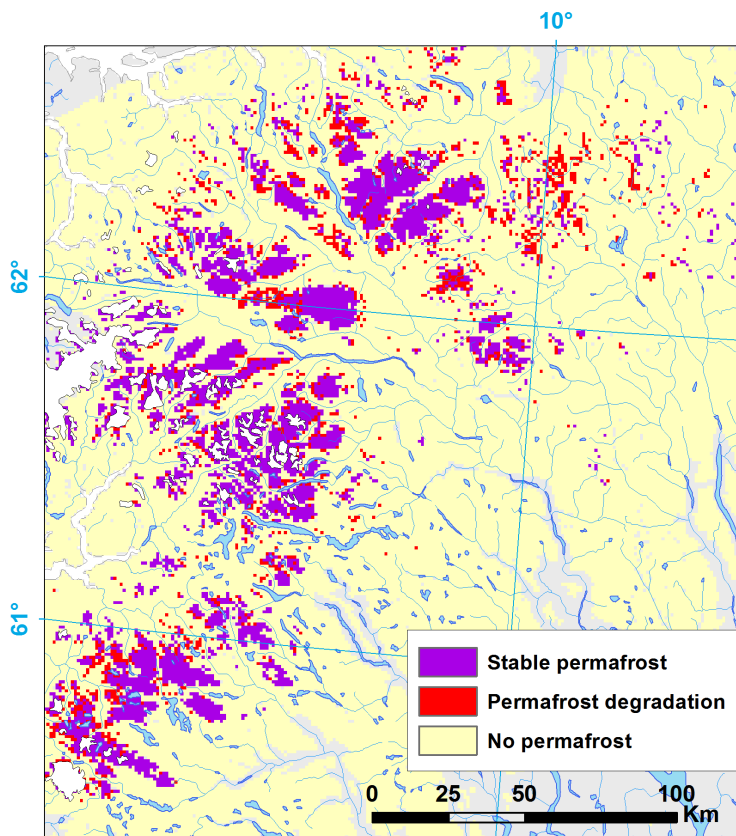 10°
62°
61°
Stable permafrost
Permafrost degradation
No permafrost
0 25 50 100
Km